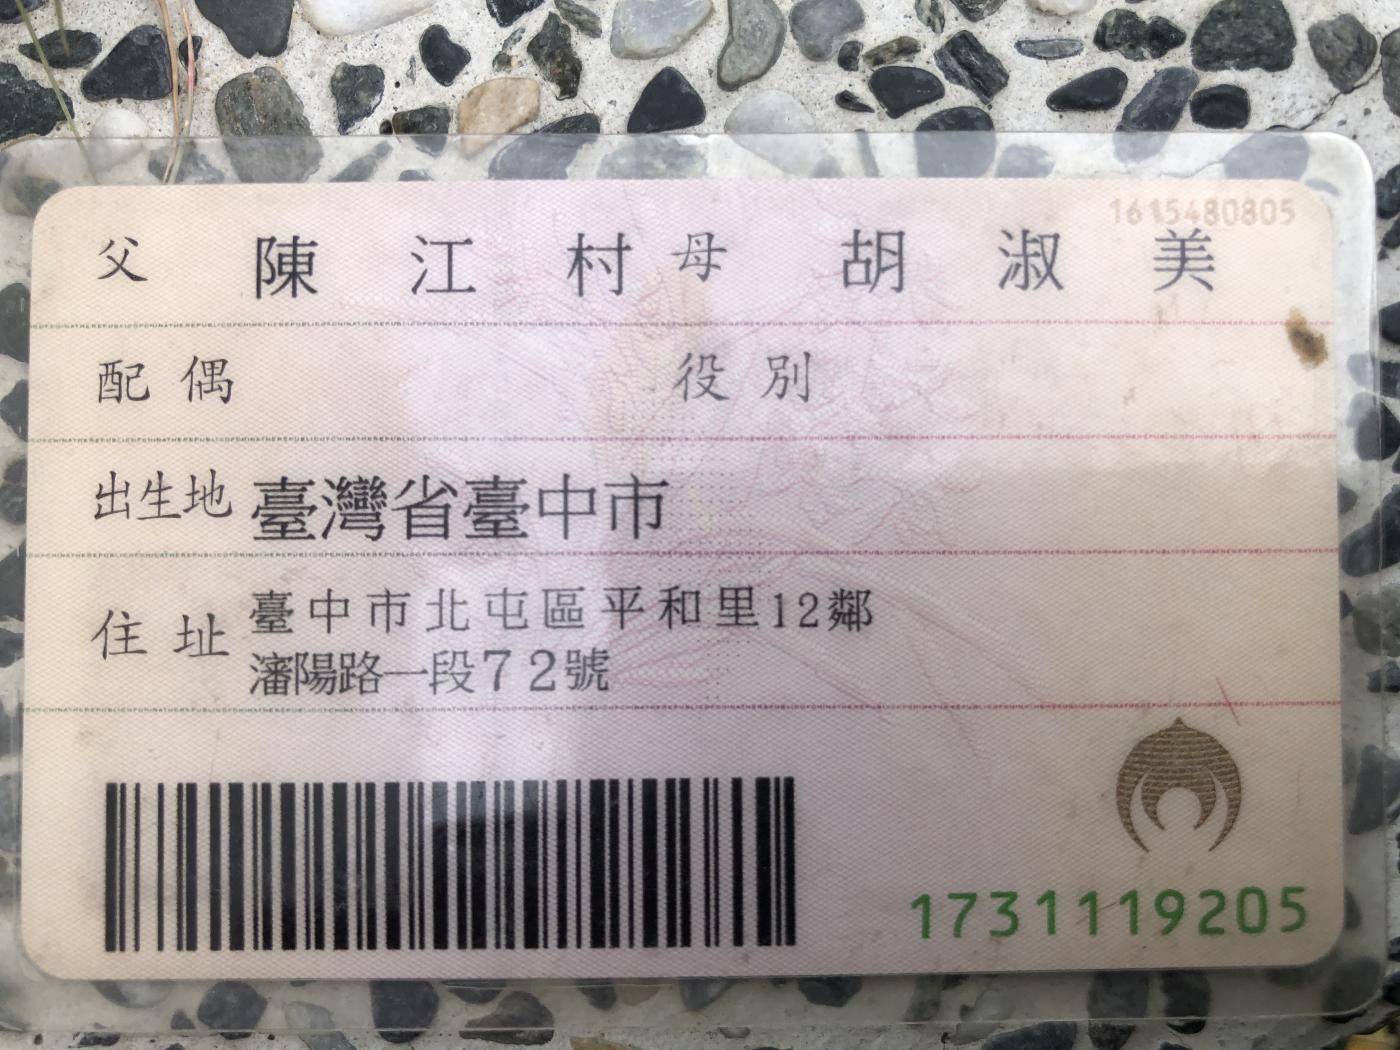 1615480805
父 陳江村 母 胡淑美
配偶 役別
出生地 臺灣省臺中市
住址 臺中市北屯區平和里12鄰
瀋陽路一段72號
1731119205